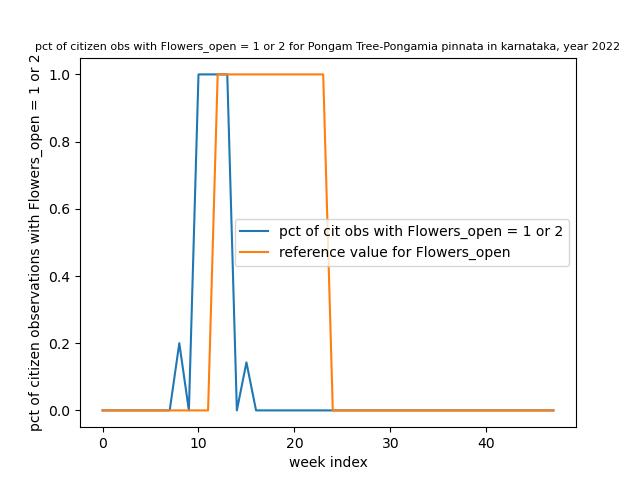 pct of citizen obs with Flowers_open = 1 or 2 for Pongam Tree-Pongamia pinnata in karnataka, year 2022
pct of citizen observations with Flowers_open = 1 or 2
1.0
0.8
0.6
0.4
0.2
0.0
pct of cit obs with Flowers_open = 1 or 2
reference value for Flowers_open
0 10 20 30 40
week index